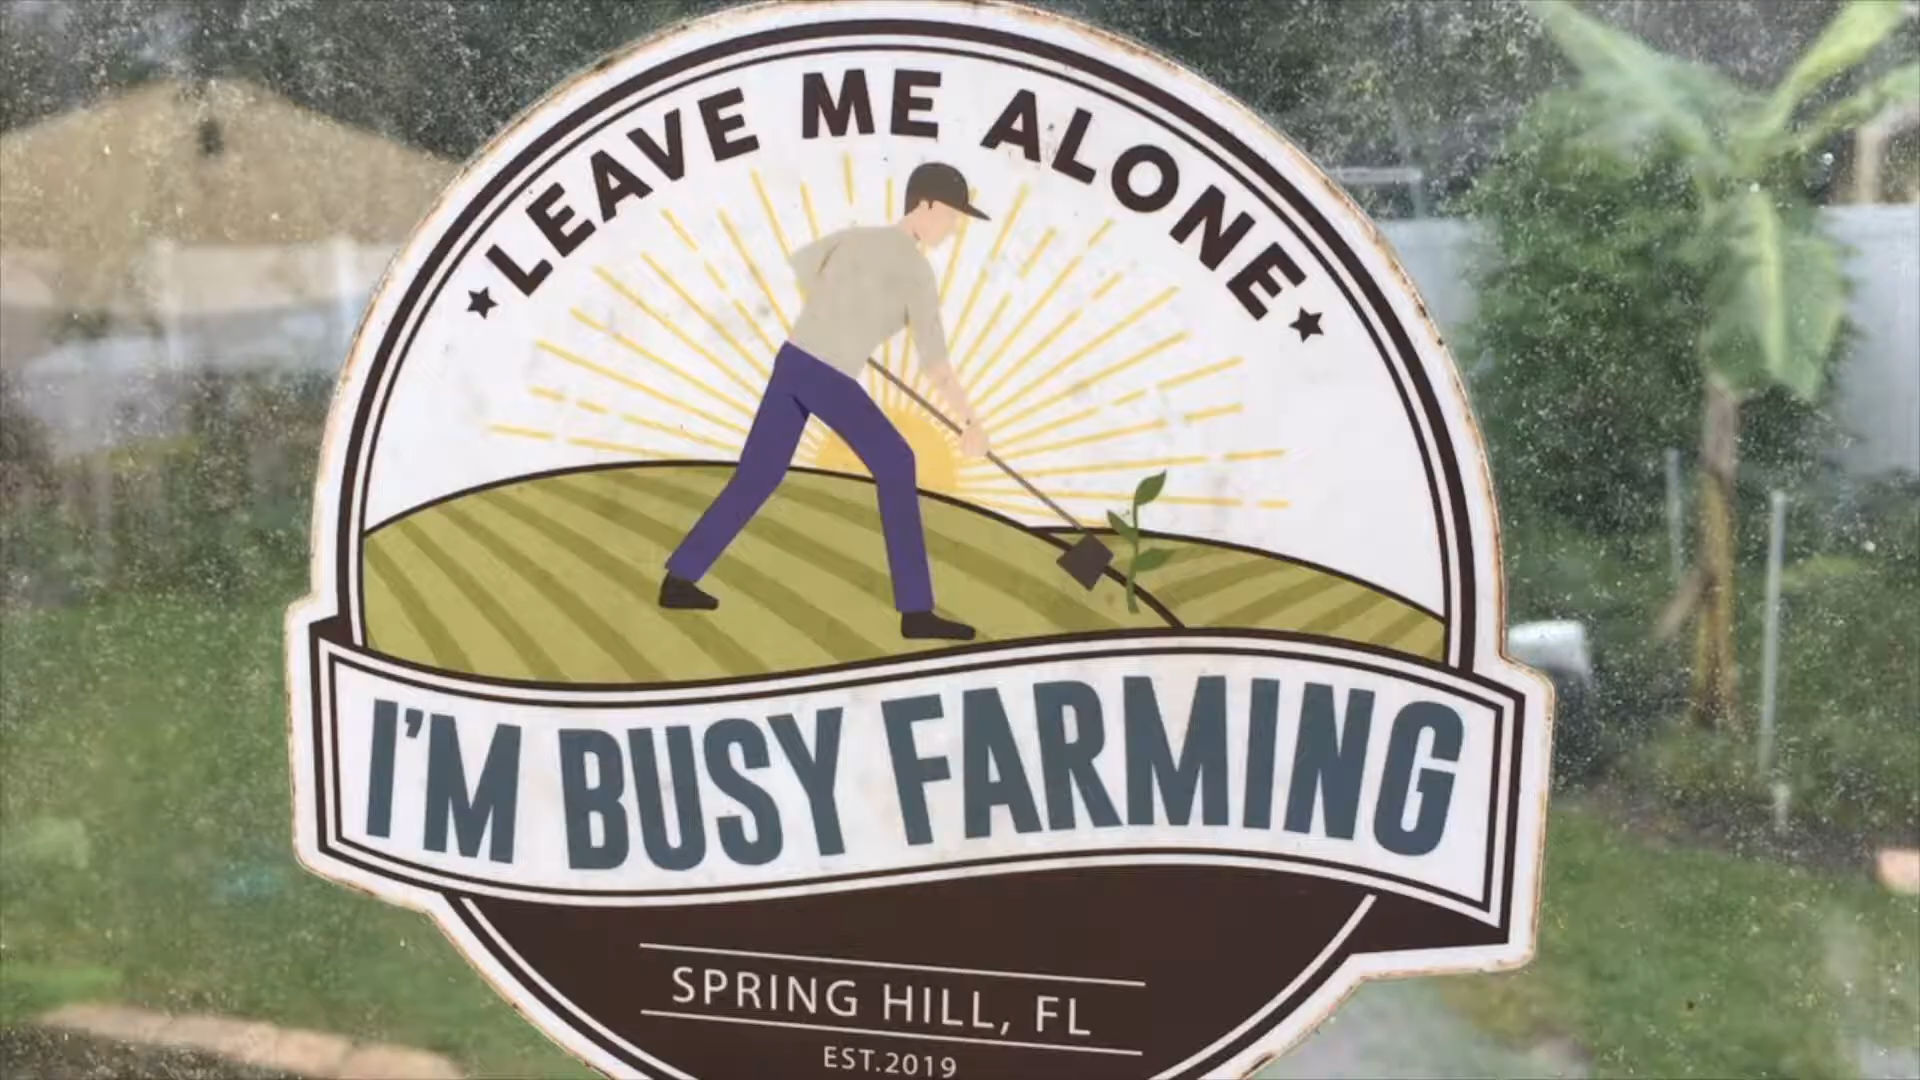 LEAVE ME ALONE
I'M BUSY FARMING
SPRING HILL, FL
EST.2019